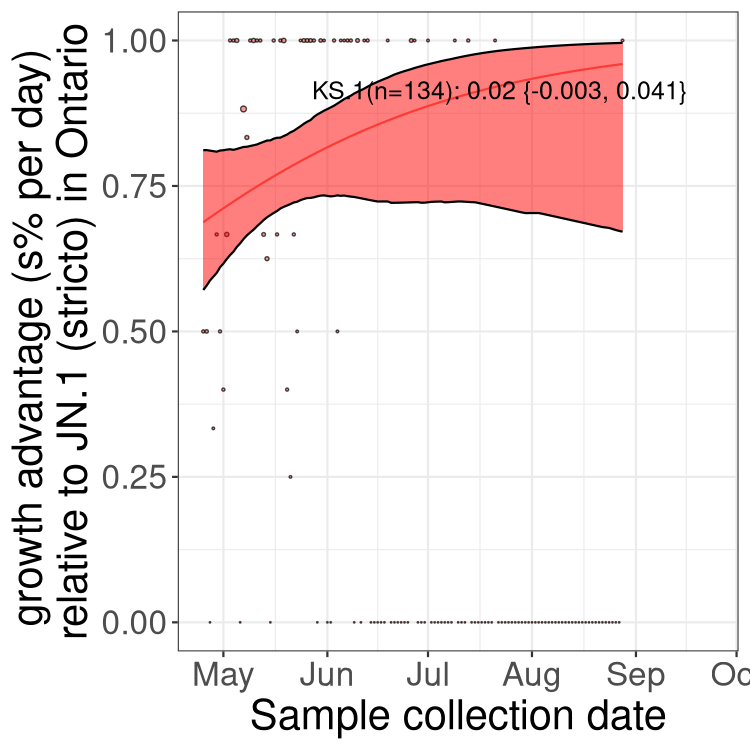 growth advantage (s% per day)
relative to JN.1 (stricto) in Ontario
1.00
0.75
0.50
0.25
0.00
KS.1(n=134): 0.02 {-0.003, 0.041}
May Jun Jul Aug Sep Oc
Sample collection date